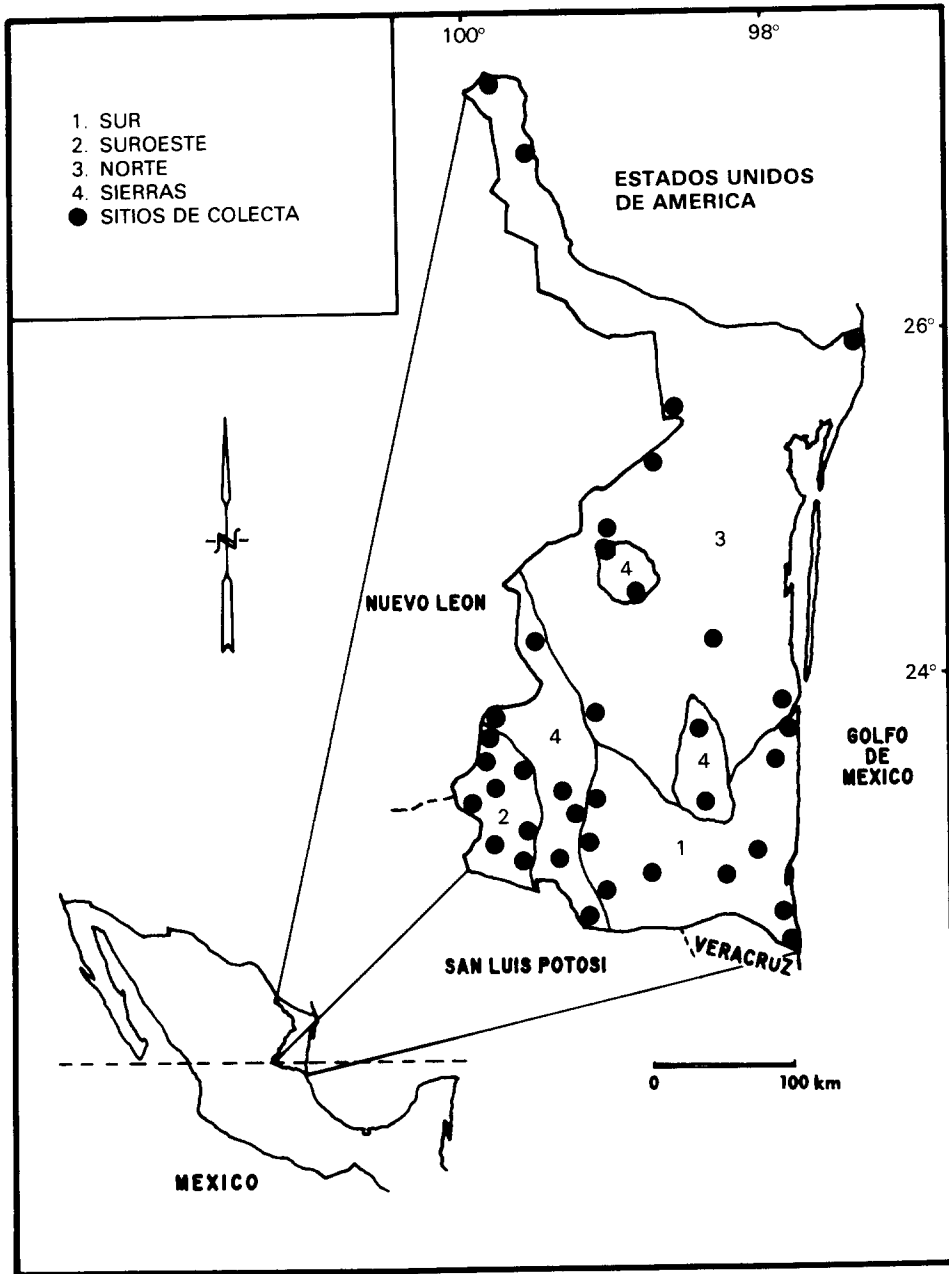 100°
98°
1. SUR
2. SUROESTE
3. NORTE
4. SIERRAS
SITIOS DE COLECTA
ESTADOS UNIDOS
DE AMERICA
26°
3
4
N
NUEVO LEON
24°
4
4
GOLFO
DE
MEXICO
2
1
VERACRUZ
SAN LUIS POTOSI
0
100 km
MEXICO